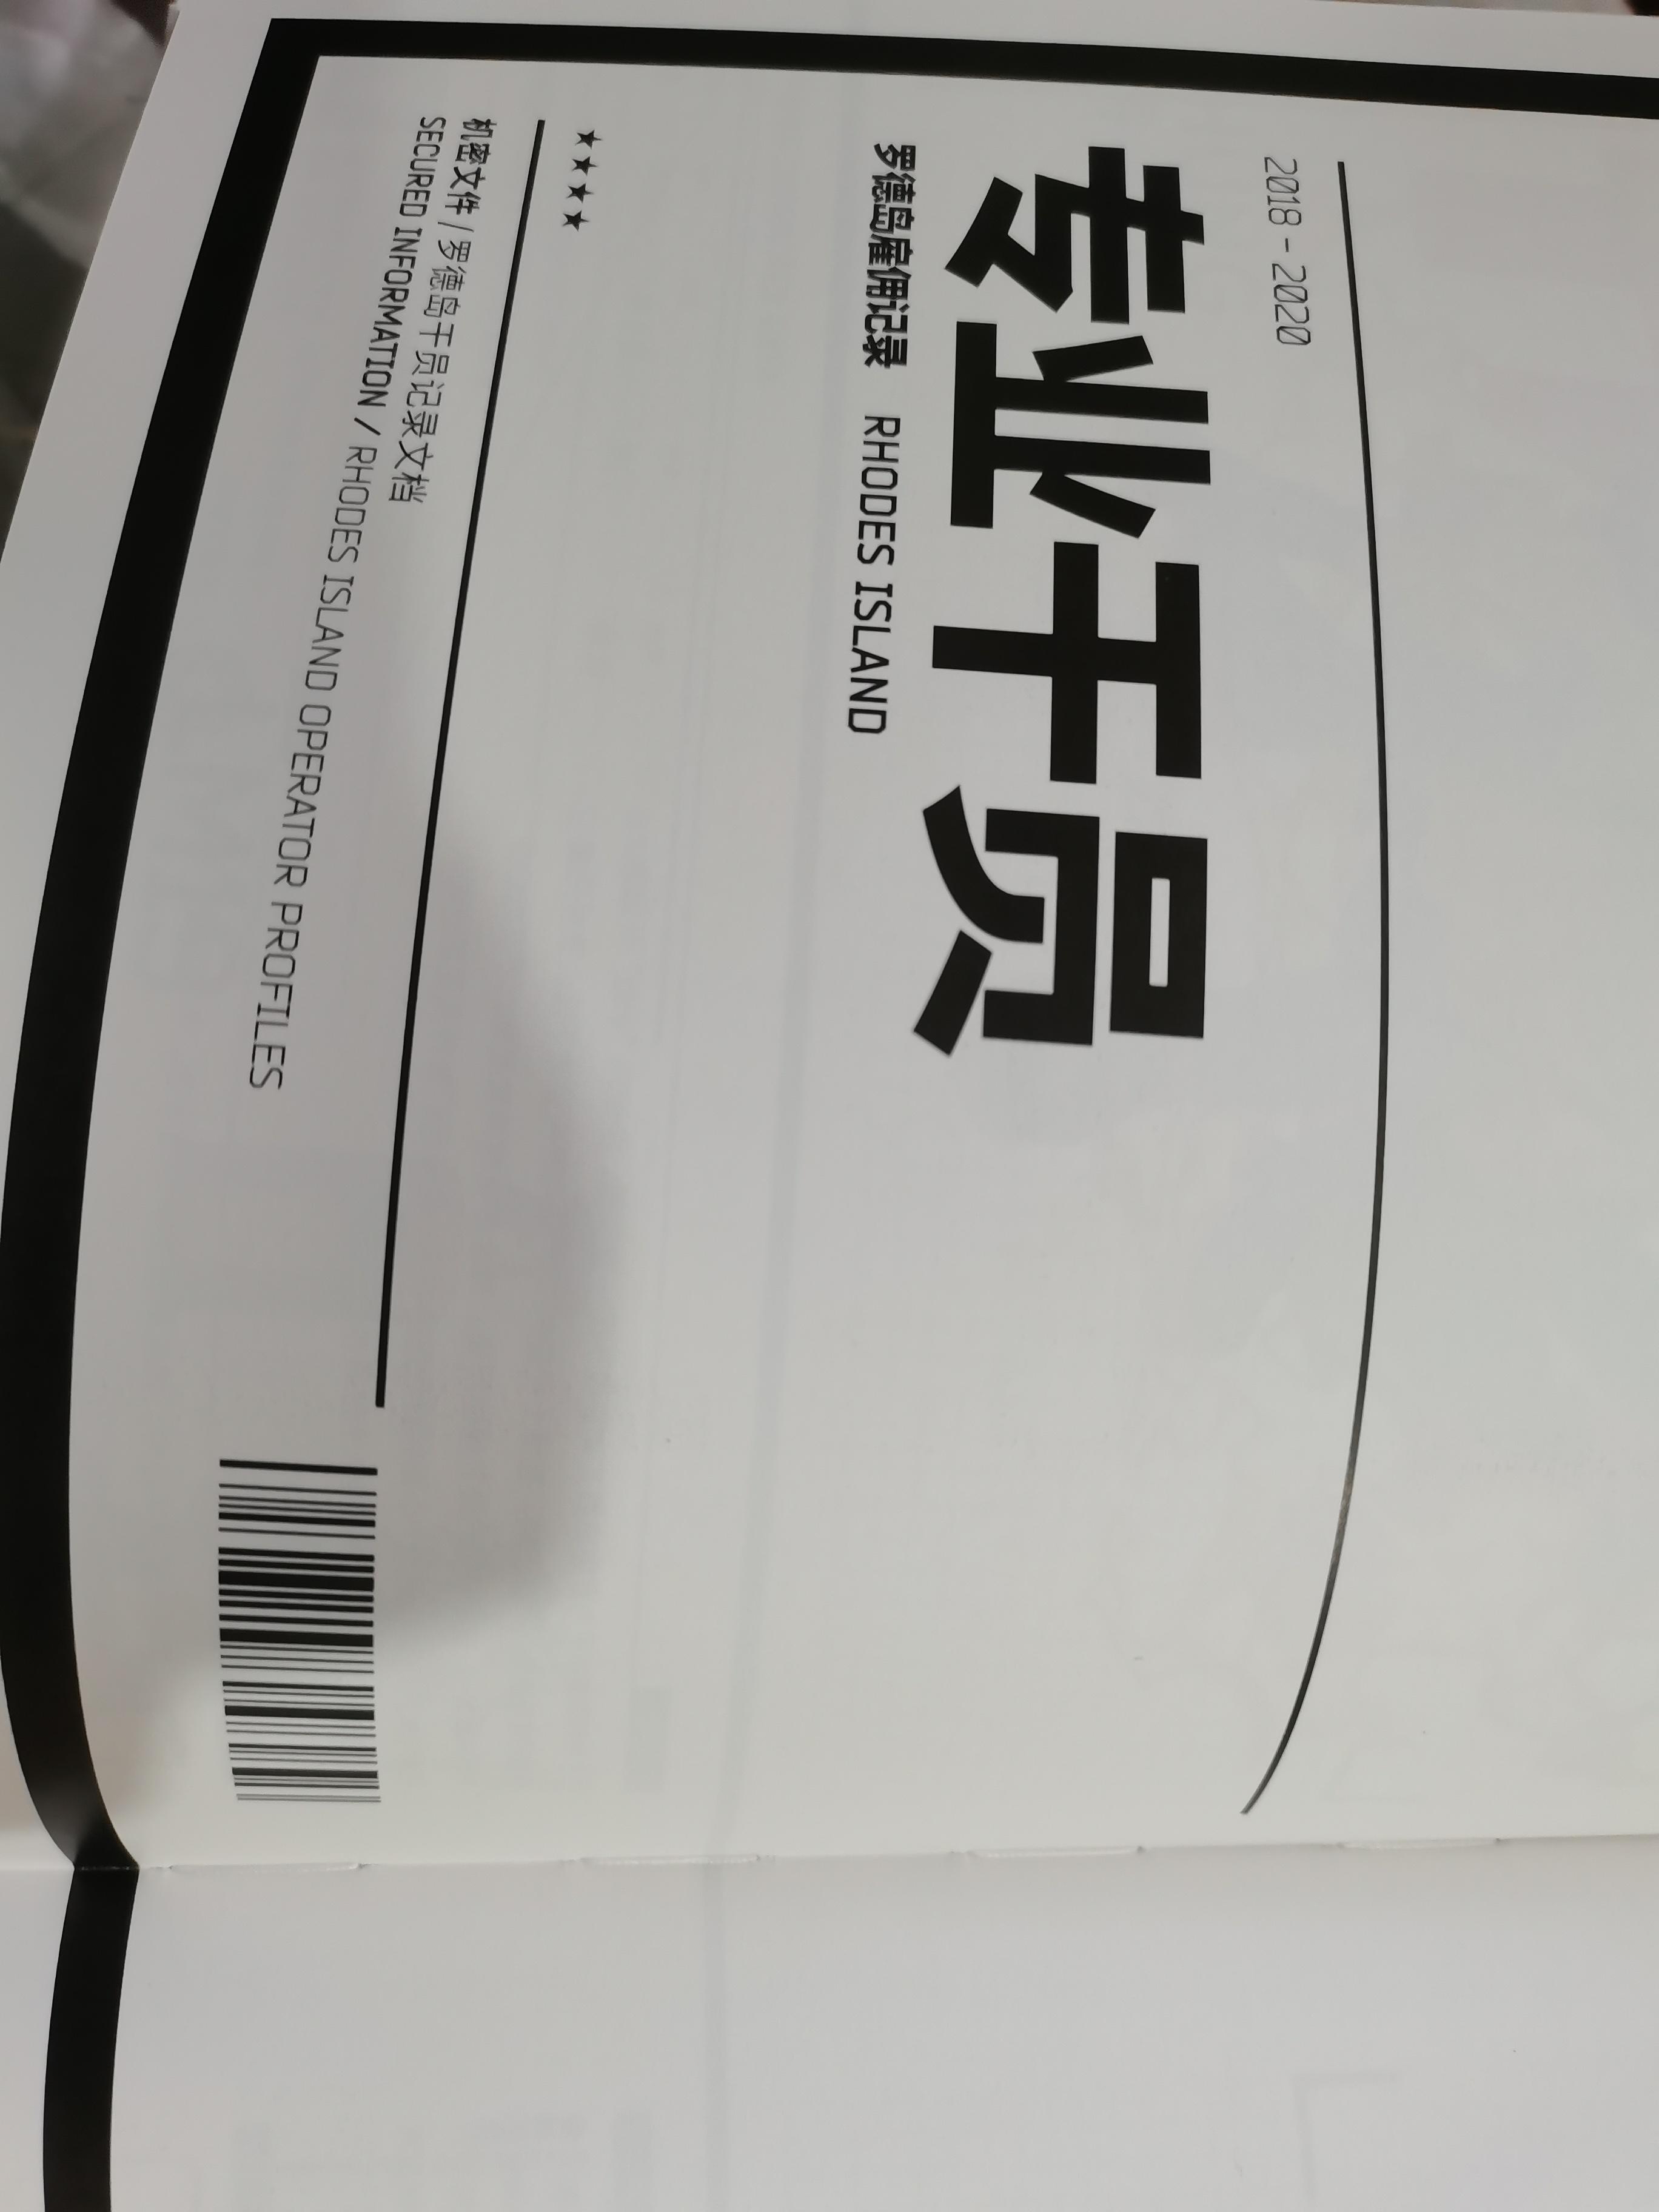 2018 - 2020
专业干员
罗德岛雇佣记录 RHODES ISLAND
★★★★
机密文件 / 罗德岛干员记录文档
SECURED INFORMATION / RHODES ISLAND OPERATOR PROFILES